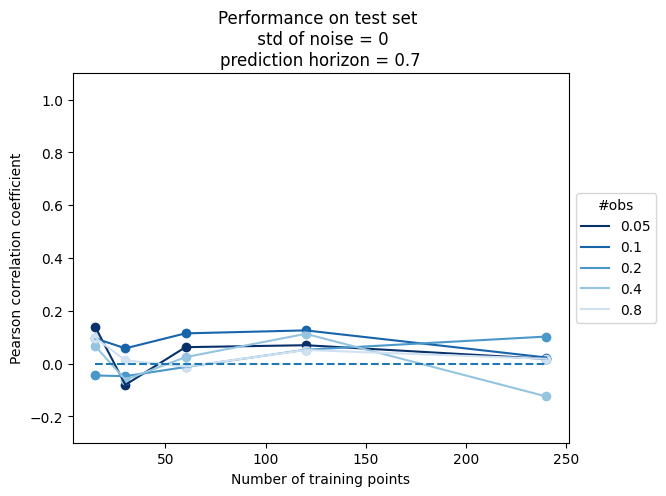 Performance on test set
std of noise = 0
prediction horizon = 0.7
1.0
0.8
0.6
0.4
0.2
0.0
−0.2
Pearson correlation coefficient
50
100
150
200
250
Number of training points
#obs
0.05
0.1
0.2
0.4
0.8